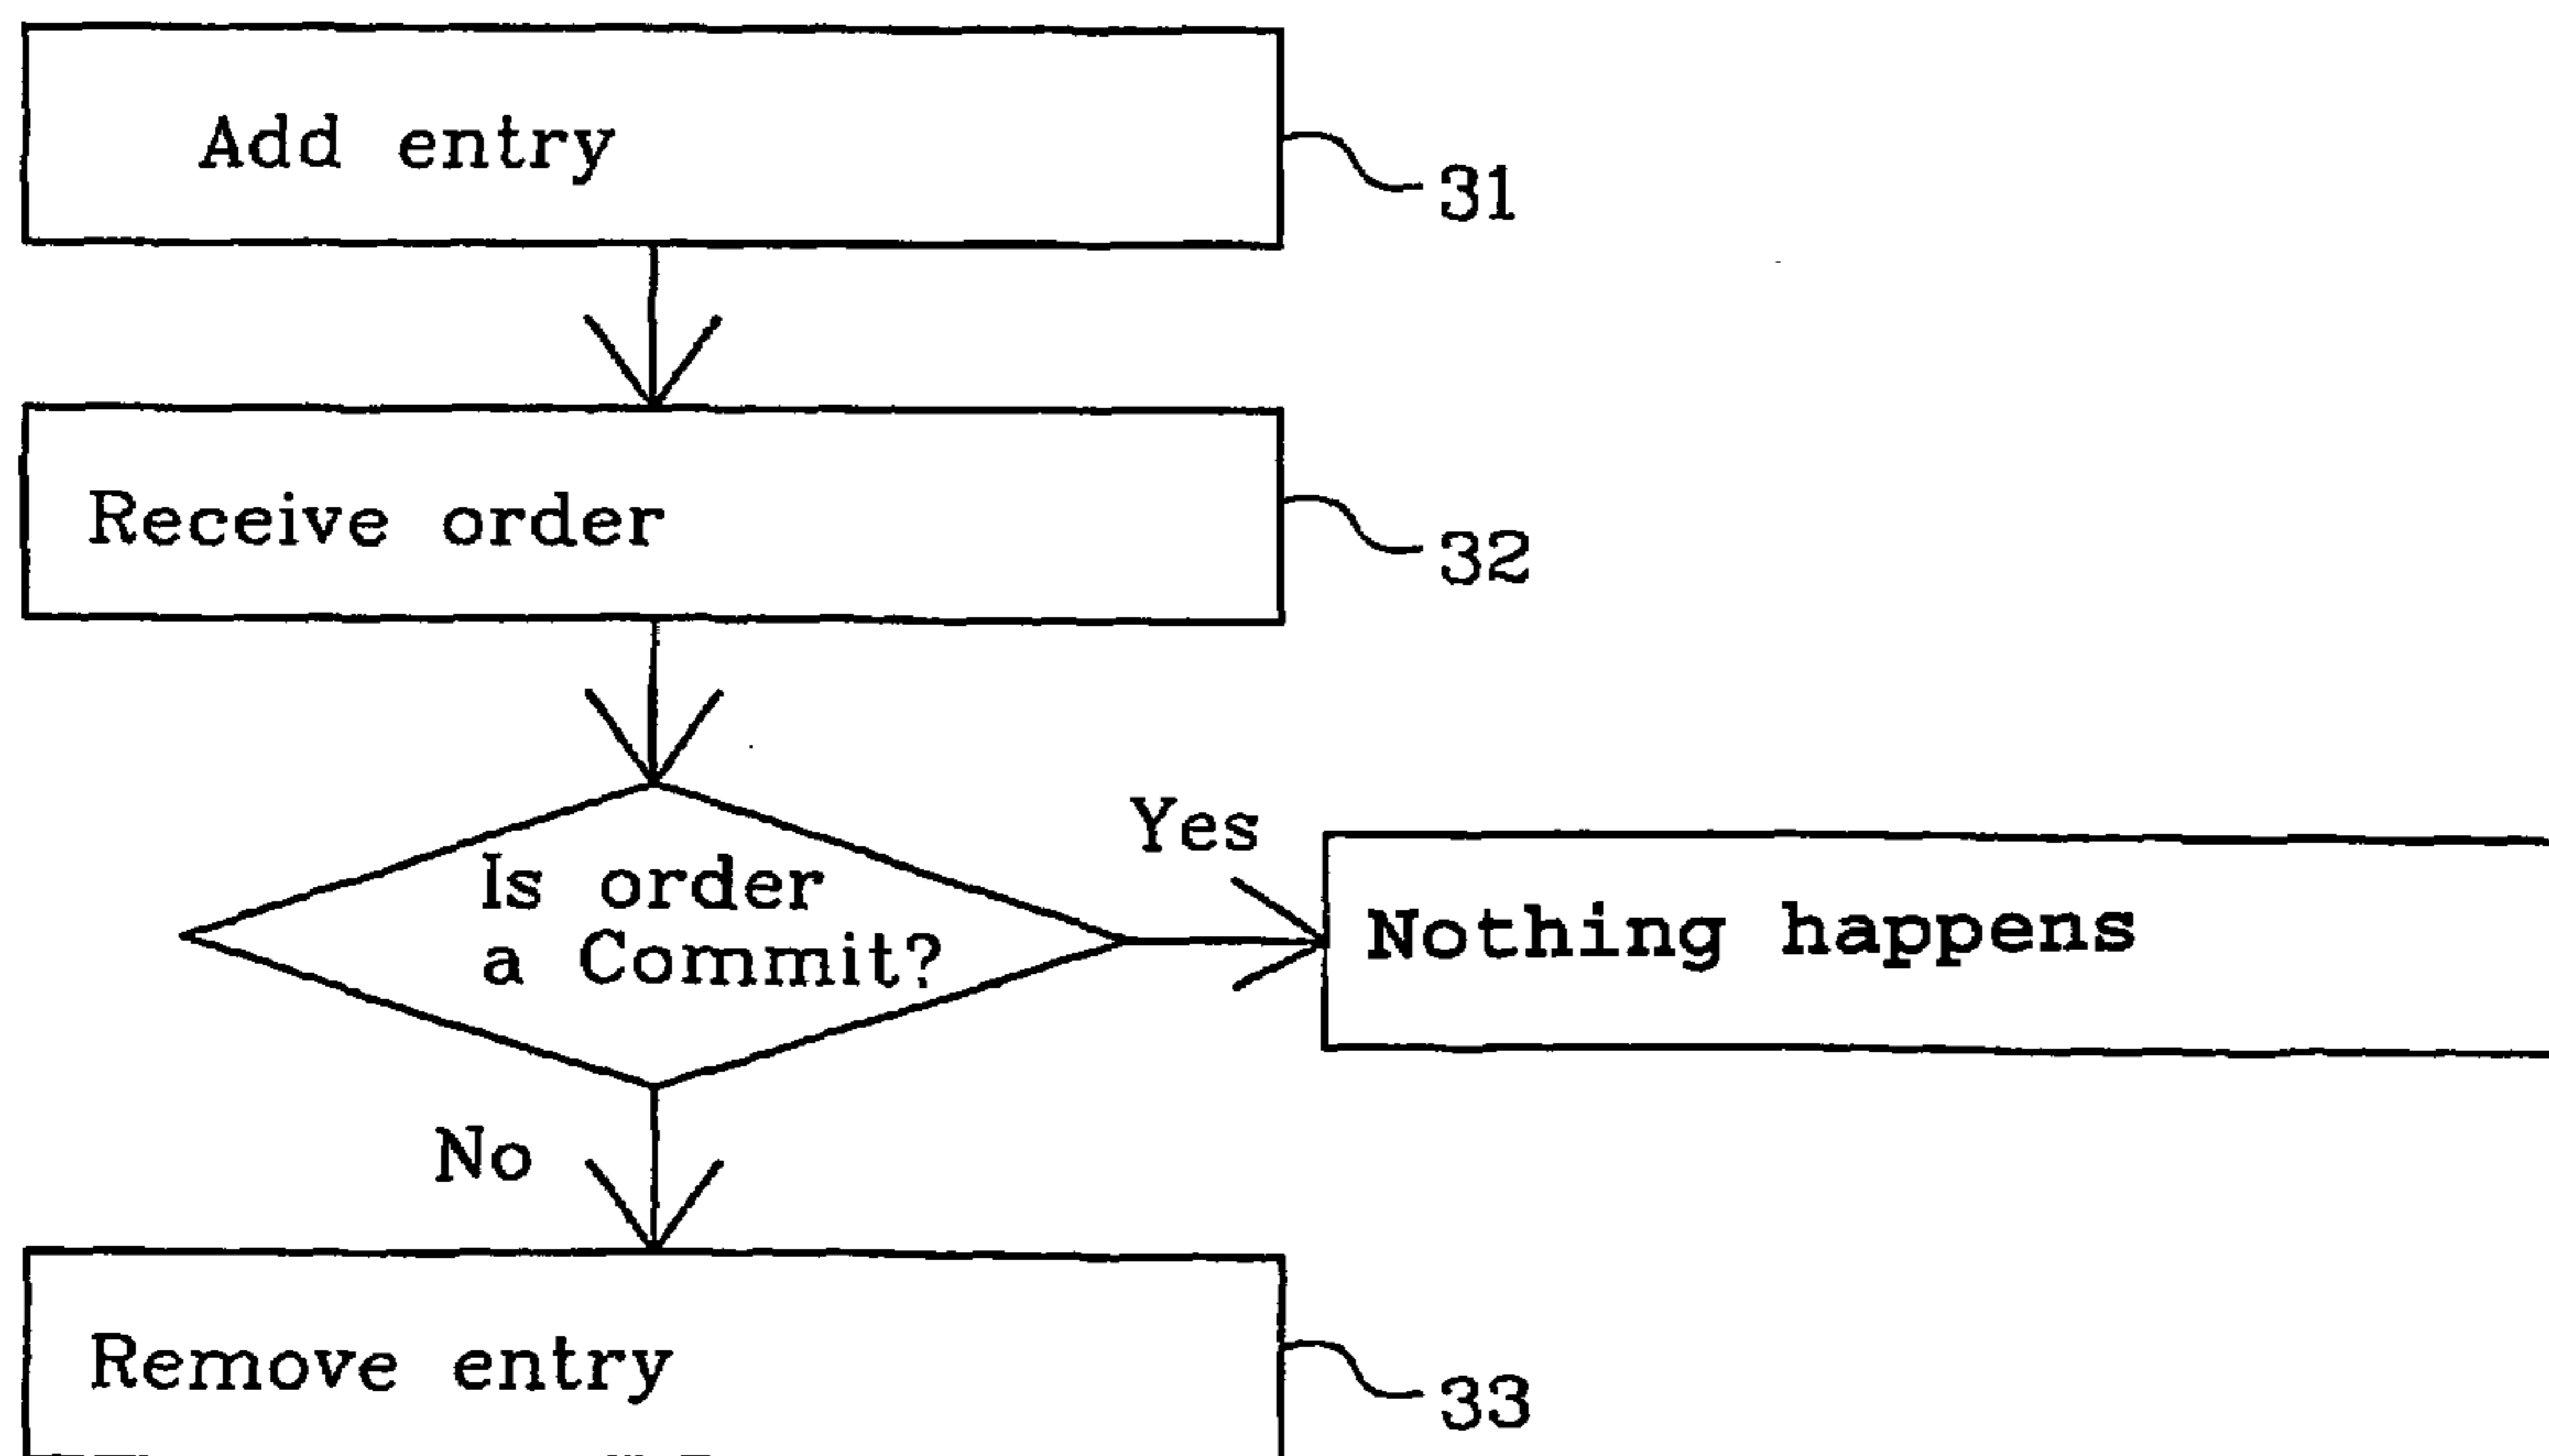 Add entry
31
Receive order
32
Is order
a Commit?
Yes
Nothing happens
No
Remove entry
33